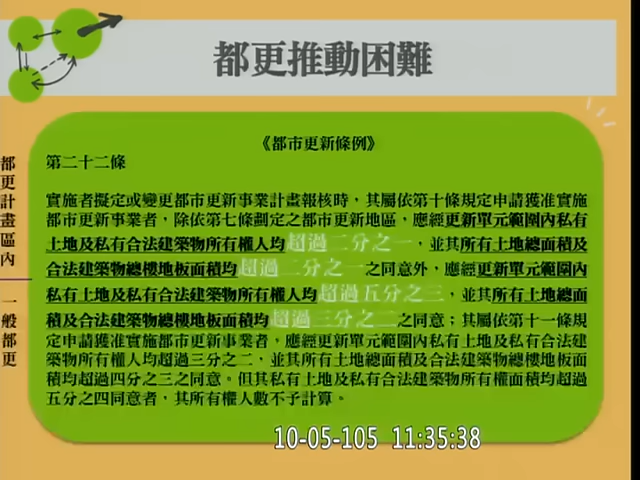 都更推動困難
《都市更新條例》
第二十二條
實施者擬定或變更都市更新事業計畫報核時，其屬依第十條規定申請獲准實施
都市更新事業者，除依第七條劃定之都市更新地區，應經更新單元範圍內私有
土地及私有合法建築物所有權人均超過二分之一，並其所有土地總面積及
合法建築物總樓地板面積均超過二分之一之同意外，應經更新單元範圍內
私有土地及私有合法建築物所有權人均超過五分之三，並其所有土地總面
積及合法建築物總樓地板面積均超過三分之二之同意；其屬依第十一條規
定申請獲准實施都市更新事業者，應經更新單元範圍內私有土地及私有合法
建築物所有權人均超過三分之二，並其所有土地總面積及合法建築物總樓地板面
積均超過四分之三之同意。但其私有土地及私有合法建築物所有權面積均超過
五分之四同意者，其所有權人數不予計算。
都更計畫區內
一般都更
10-05-105 11:35:38